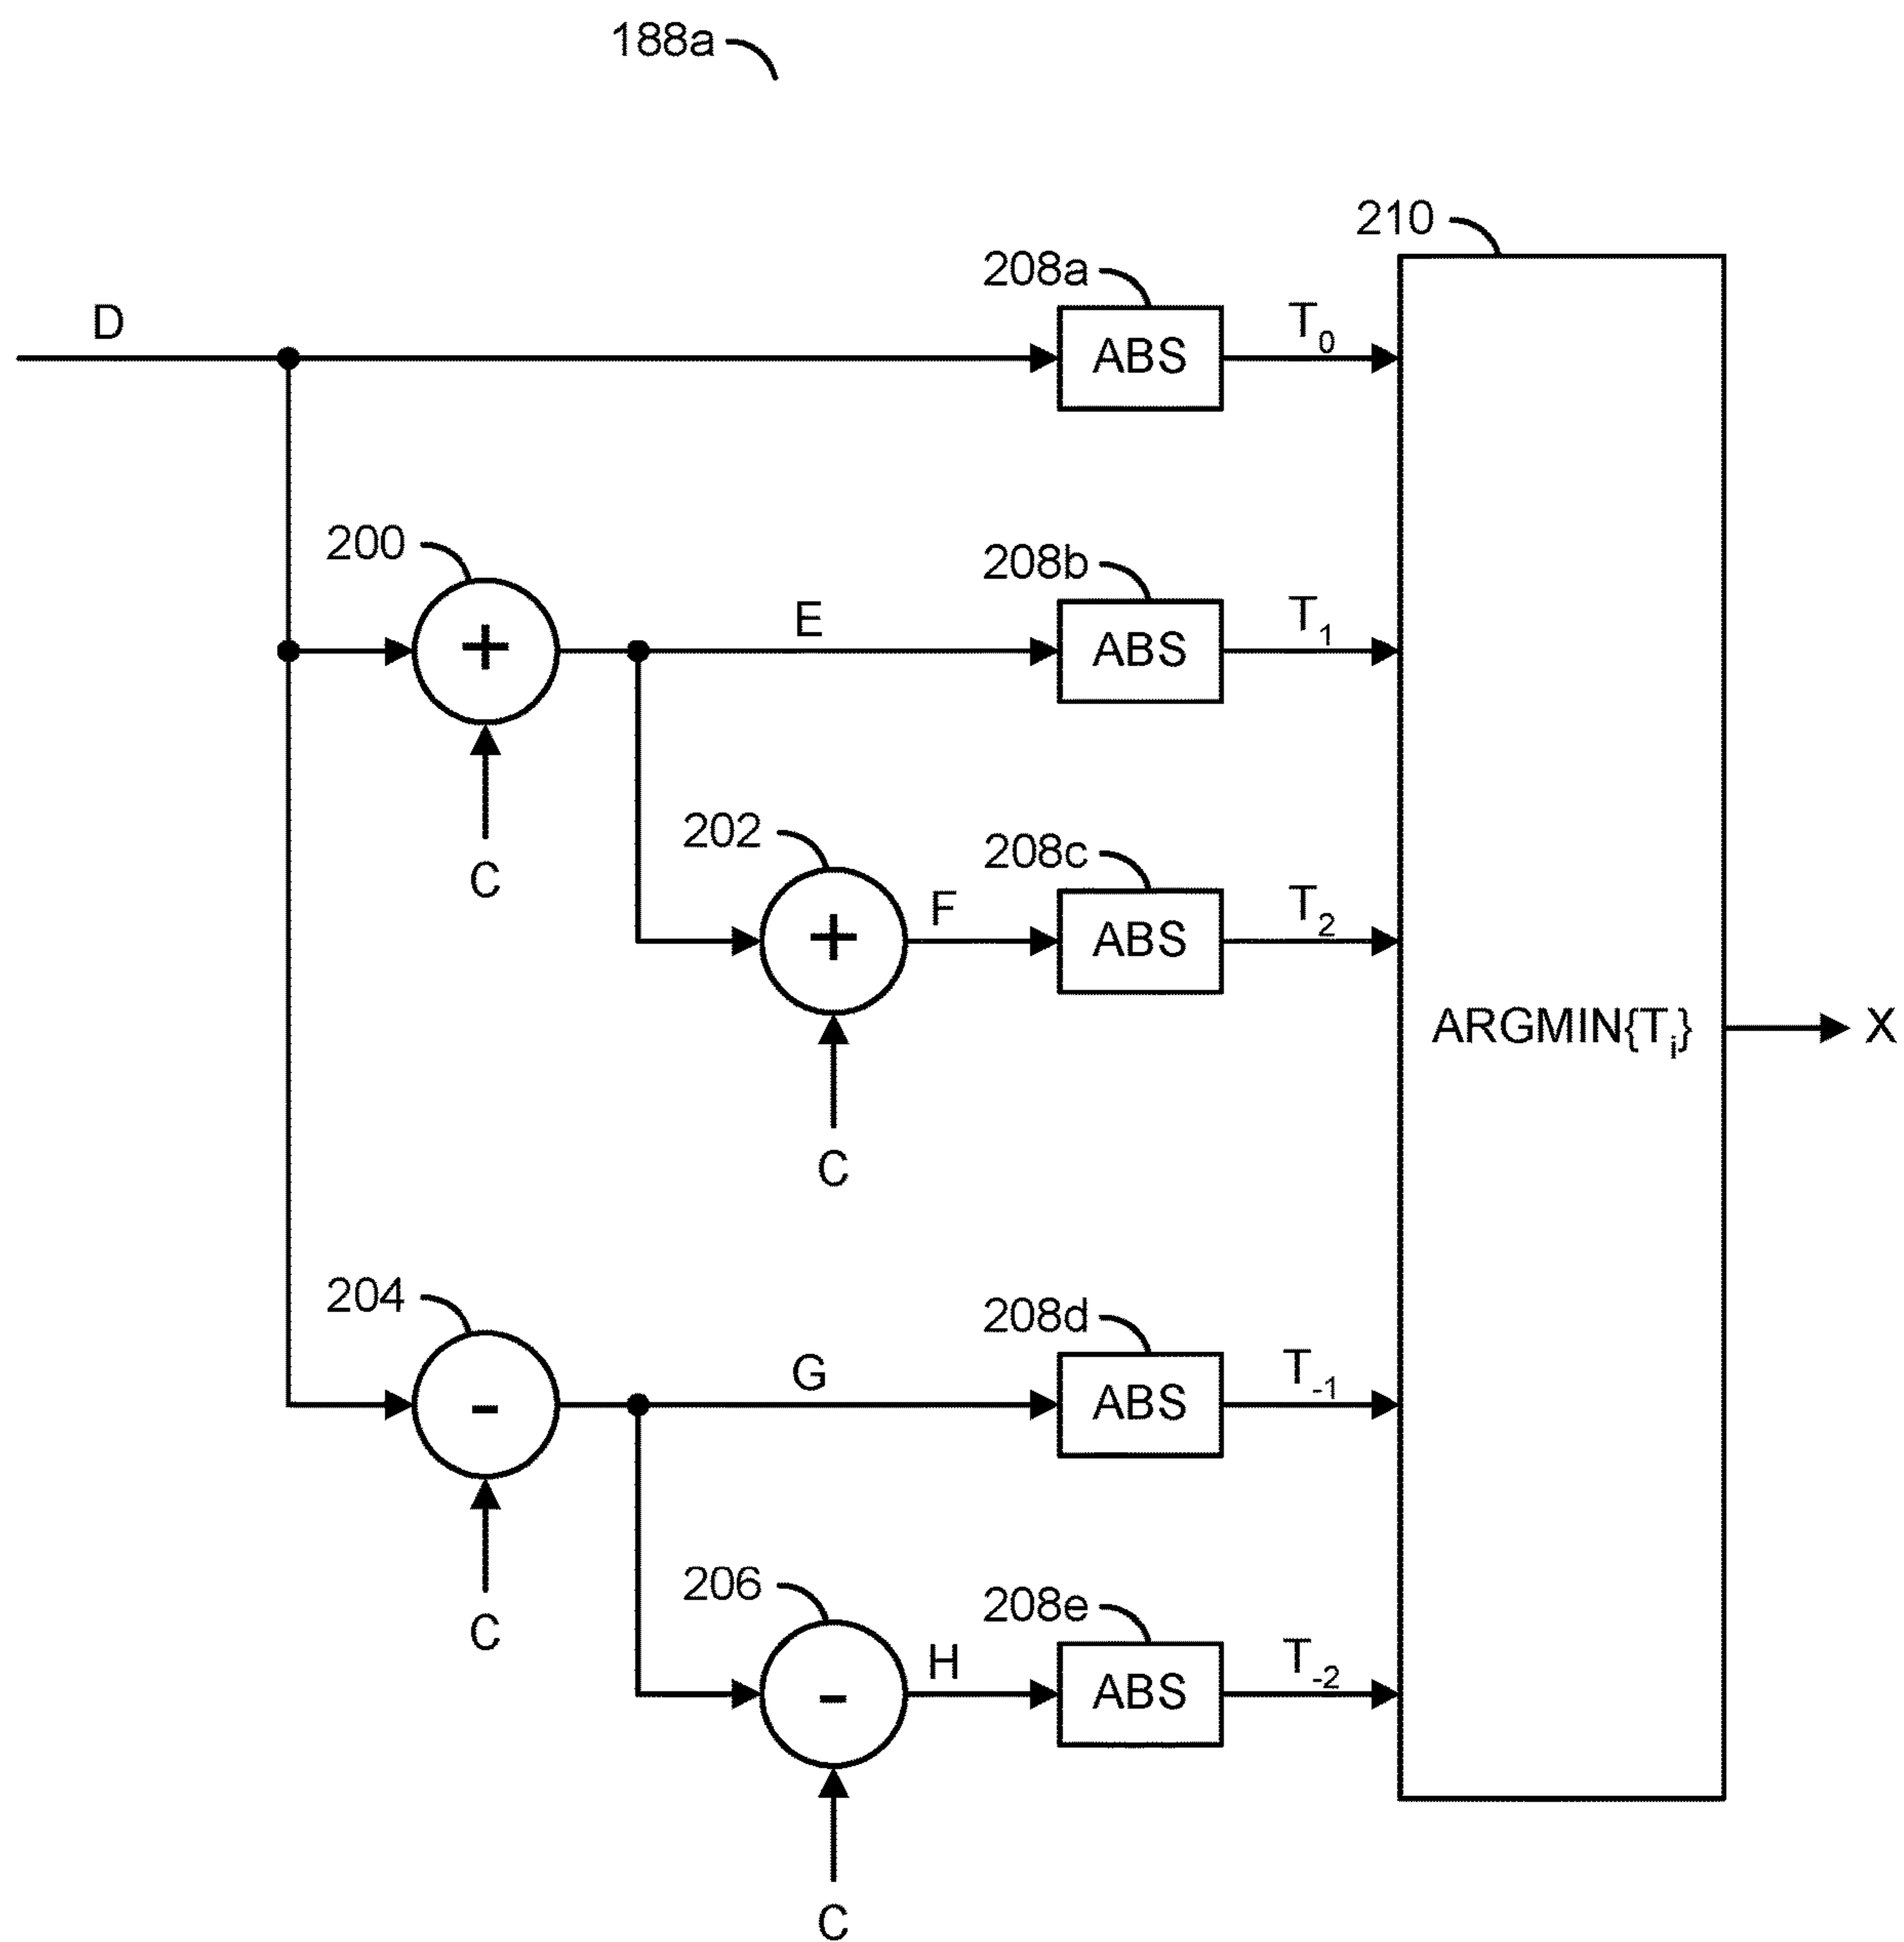 188a
210
208a
D
ABS
T0
200
208b
+
E
ABS
T1
C
202
208c
+
F
ABS
T2
ARGMIN{Ti}
X
C
204
208d
-
G
ABS
T-1
C
206
208e
-
H
ABS
T-2
C